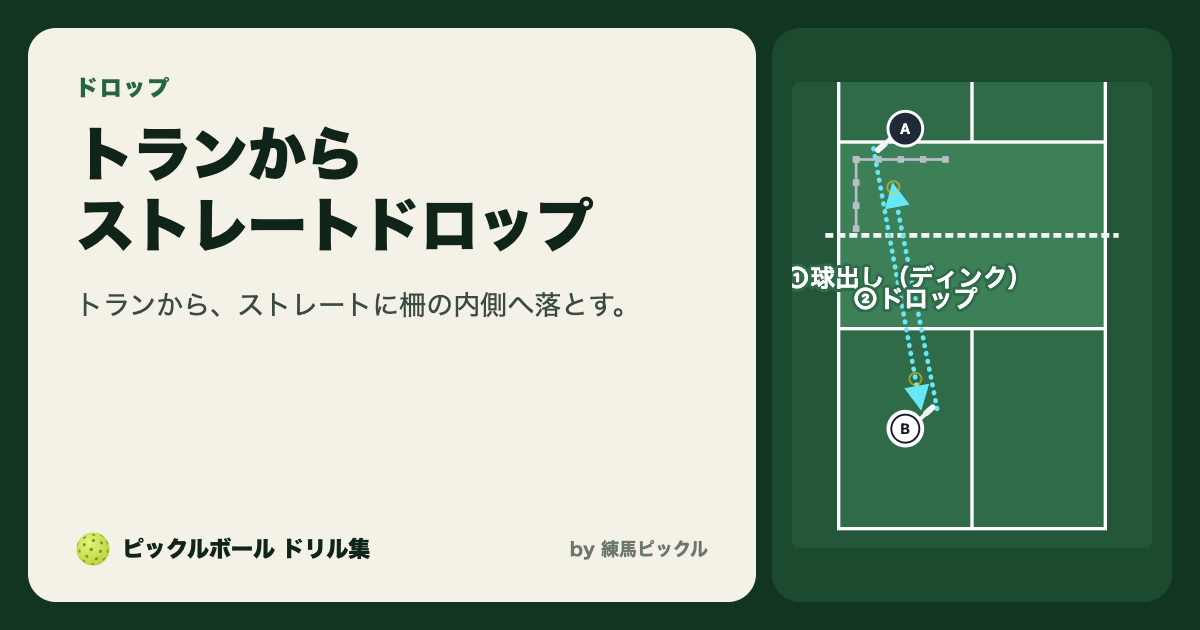 ドロップ
トランから
ストレートドロップ
トランから、ストレートに柵の内側へ落とす。
ピックルボール ドリル集
by 練馬ピックル
A
①球出し（ディンク）
②ドロップ
B